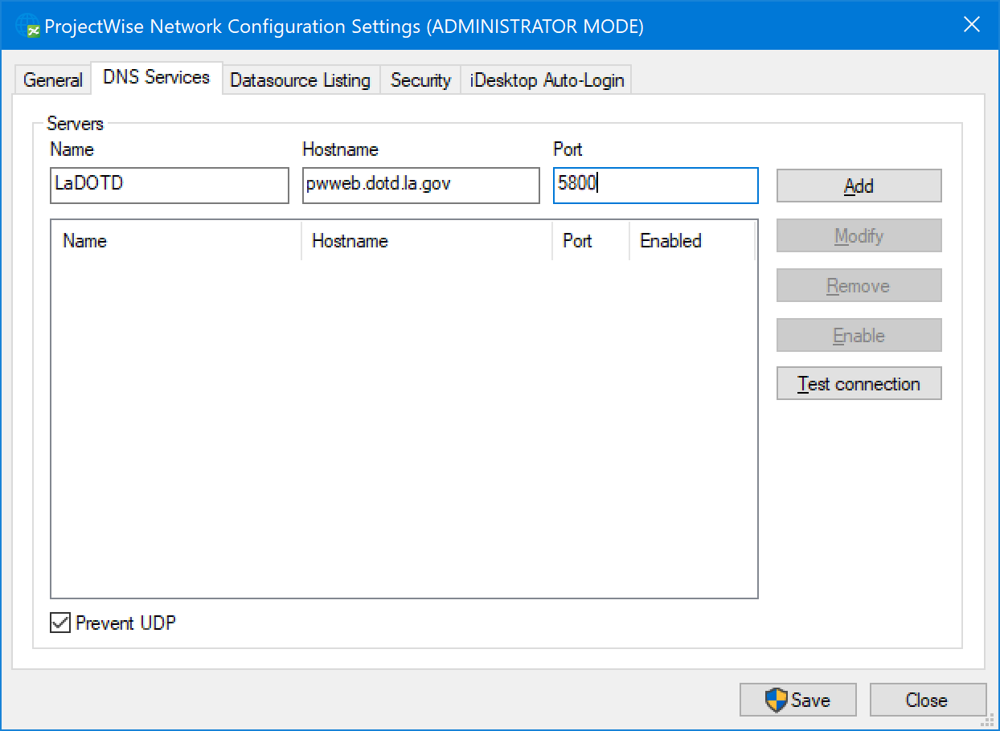 ProjectWise Network Configuration Settings (ADMINISTRATOR MODE)
General DNS Services Datasource Listing Security iDesktop Auto-Login
Servers
Name Hostname Port
LaDOTD pwweb.dotd.la.gov 5800 Add
Name Hostname Port Enabled Modify
Remove
Enable
Test connection
Prevent UDP
Save Close